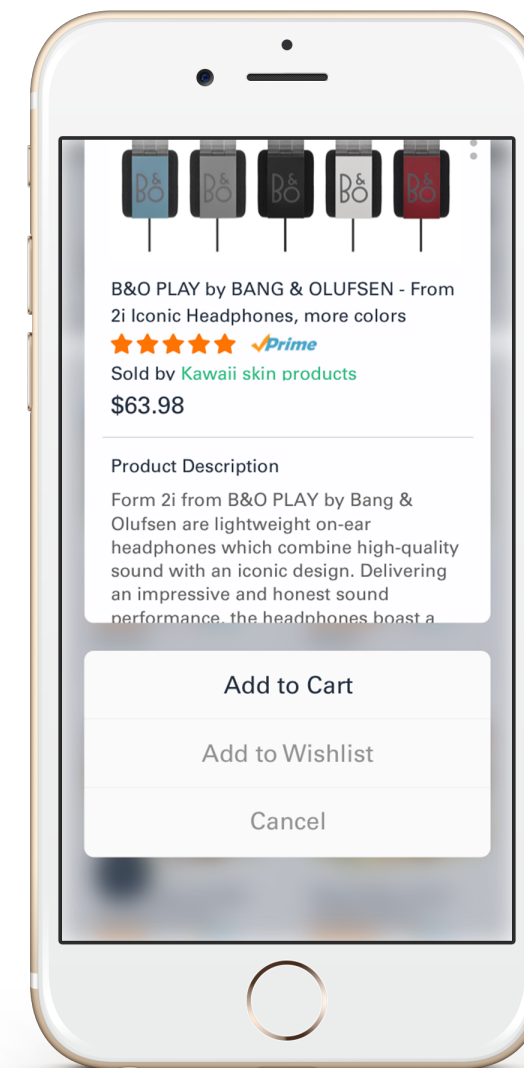 B&O
B&O
B&O
B&O
B&O
B&O PLAY by BANG & OLUFSEN - From
2i Iconic Headphones, more colors
Prime
Sold by Kawaii skin products
$63.98
Product Description
Form 2i from B&O PLAY by Bang &
Olufsen are lightweight on-ear
headphones which combine high-quality
sound with an iconic design. Delivering
an impressive and honest sound
performance, the headphones boast a
Add to Cart
Add to Wishlist
Cancel